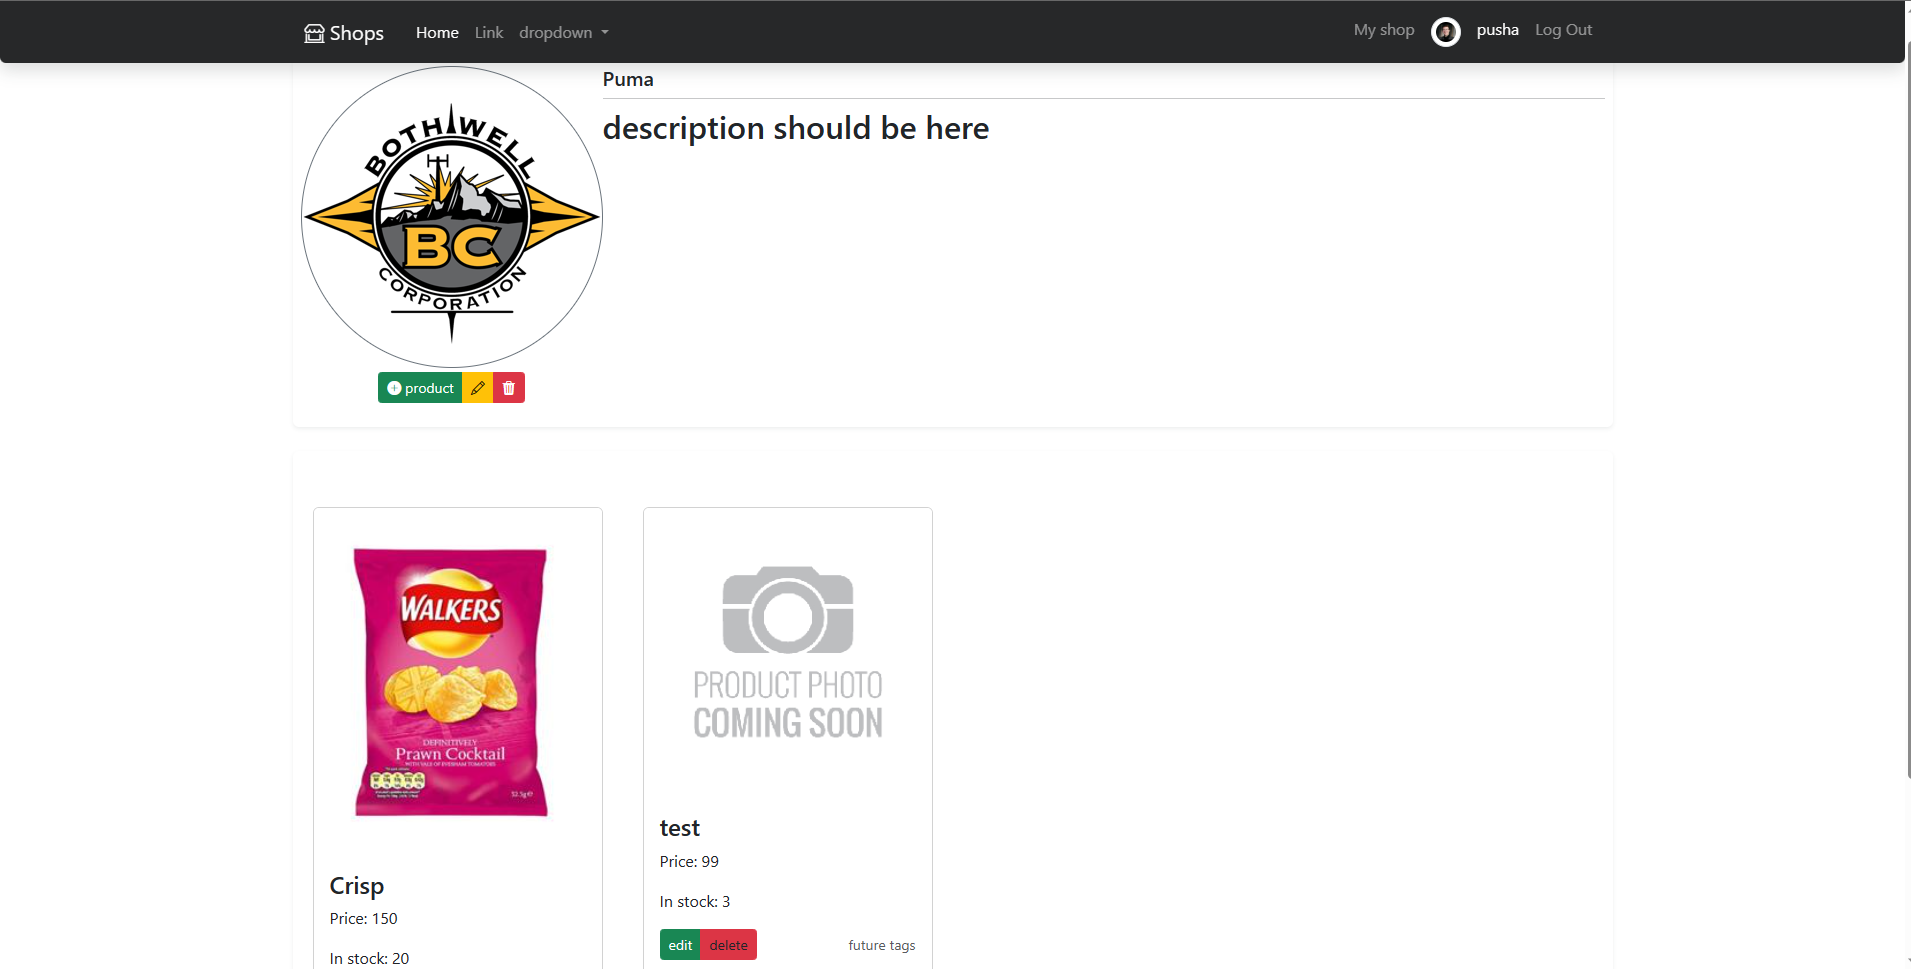 Shops Home Link dropdown My shop pusha Log Out
Puma
description should be here
BOTHWELL
BC
CORPORATION
product
WALKERS
DEFINITIVELY
Prawn Cocktail
32.5g e
Crisp
Price: 150
In stock: 20
PRODUCT PHOTO
COMING SOON
test
Price: 99
In stock: 3
edit delete future tags